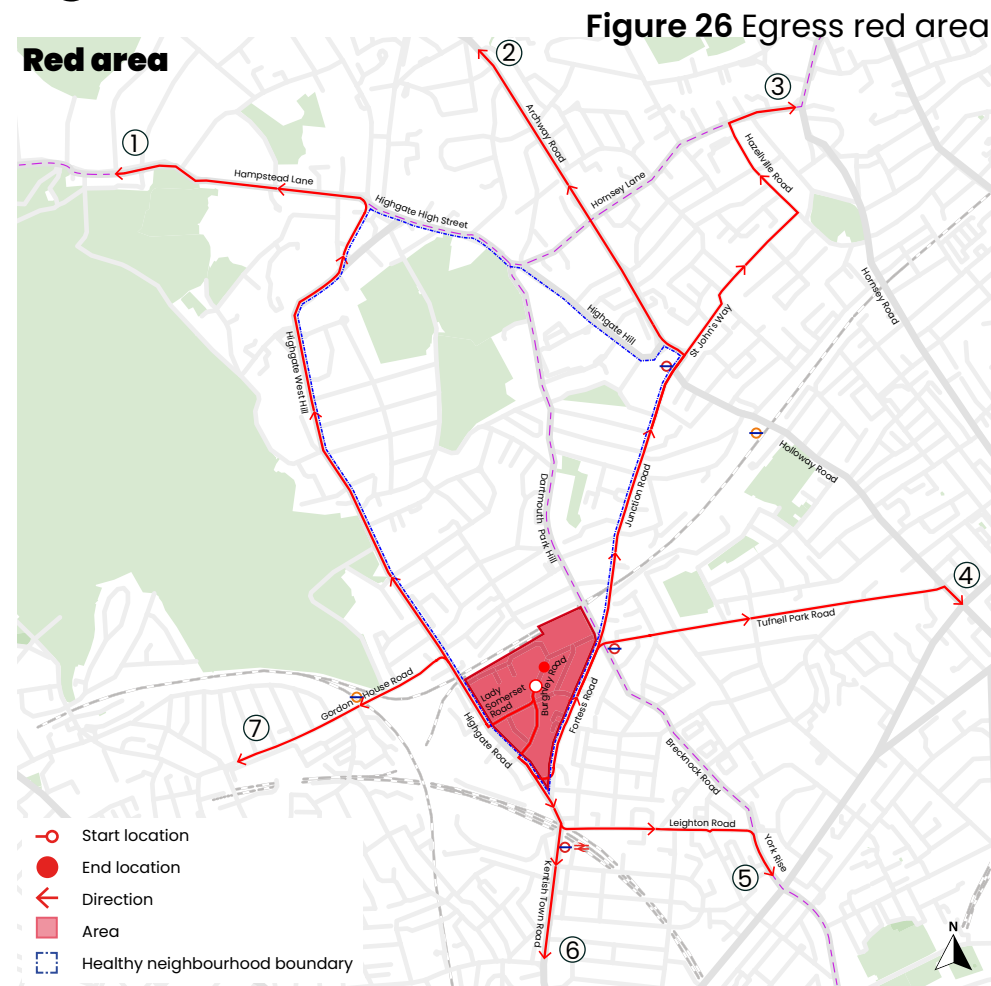 Figure 26 Egress red area
Red area
②
③
①
Archway Road
Hazellville Road
Hampstead Lane
Hornsey Lane
Highgate High Street
Hornsey Road
Highgate Hill
St John's Way
Highgate West Hill
Holloway Road
Junction Road
Dartmouth Park Hill
④
Tufnell Park Road
Lady
Somerset
Road
Burghley Road
Gordon House Road
Fortess Road
⑦
Highgate Road
Brecknock Road
Leighton Road
York Rise
⑤
Kentish Town Road
⑥
Start location
End location
Direction
Area
Healthy neighbourhood boundary
N